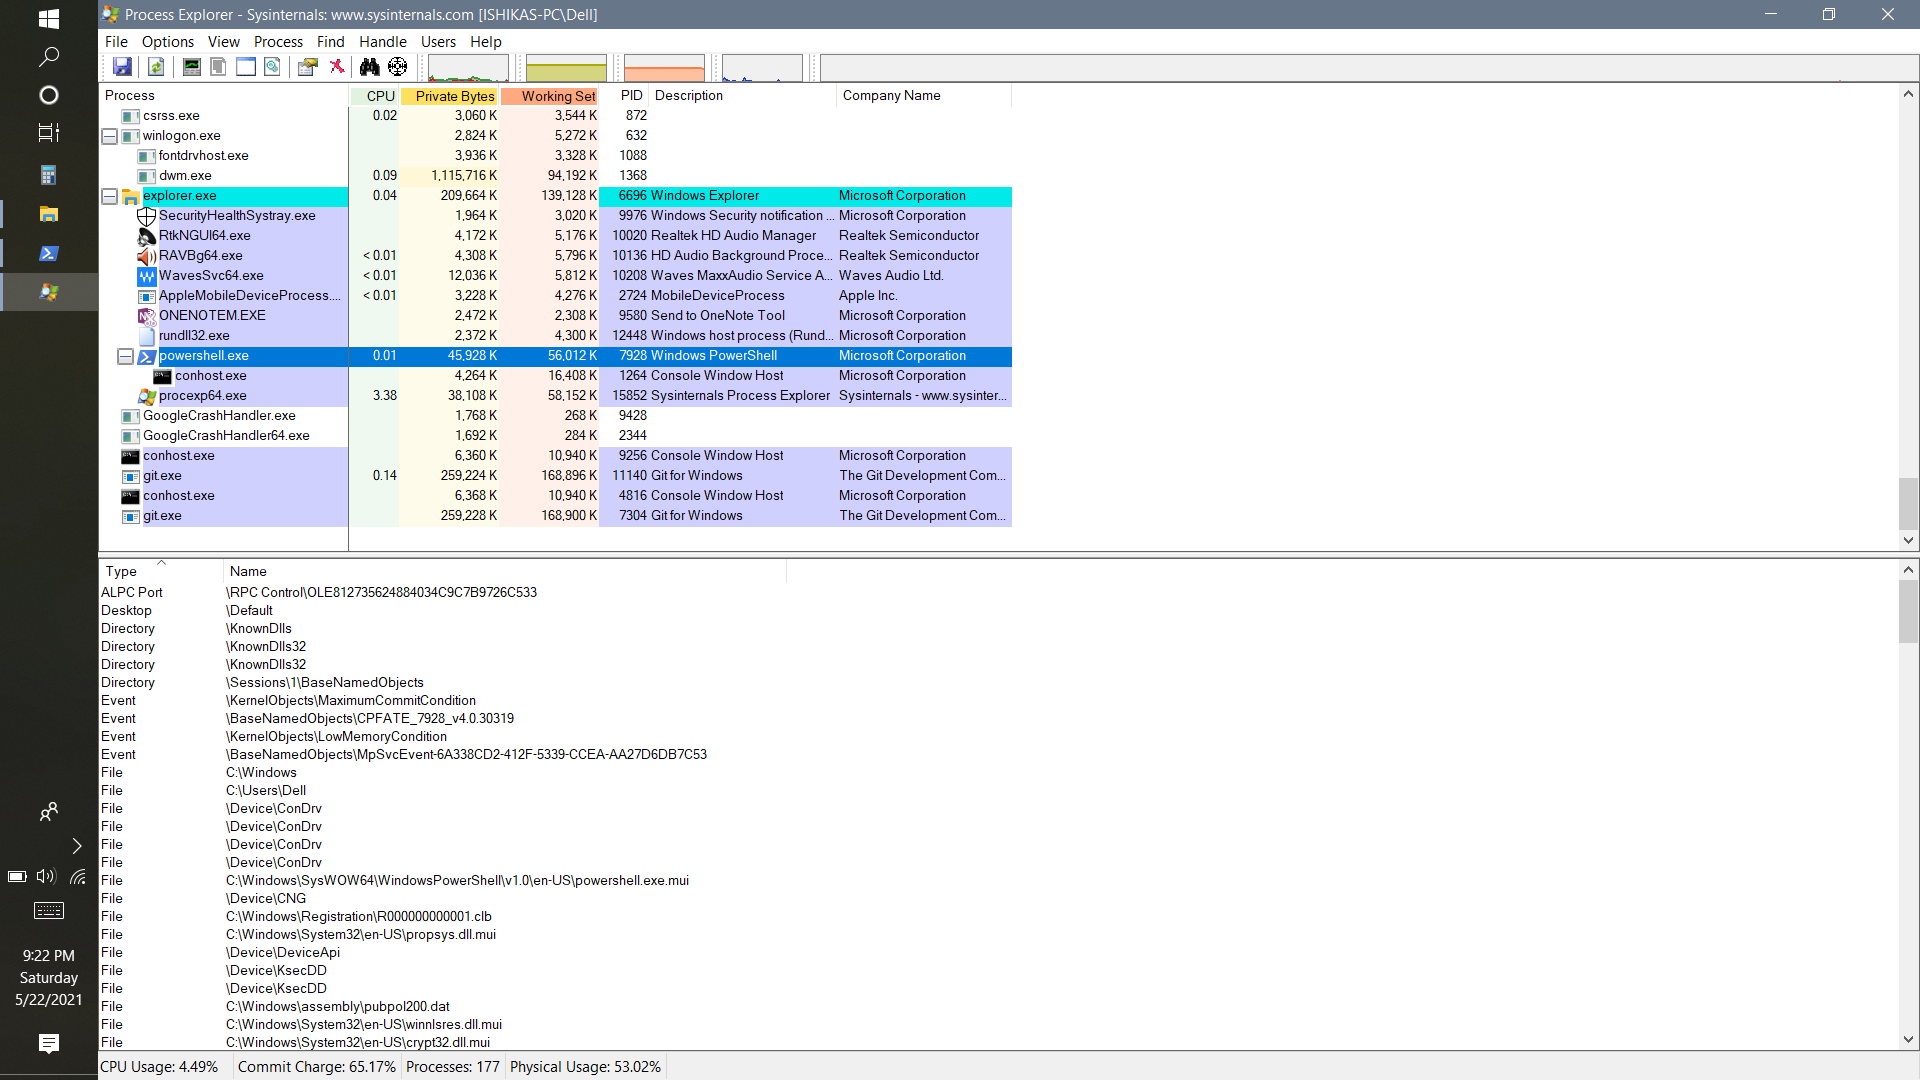 Process Explorer - Sysinternals: www.sysinternals.com [ISHIKAS-PC\Dell]
File Options View Process Find Handle Users Help
Process CPU Private Bytes Working Set PID Description Company Name
csrss.exe 0.02 3,060 K 3,544 K 872
winlogon.exe 2,824 K 5,272 K 632
fontdrvhost.exe 3,936 K 3,328 K 1088
dwm.exe 0.09 1,115,716 K 94,192 K 1368
explorer.exe 0.04 209,664 K 139,128 K 6696 Windows Explorer Microsoft Corporation
SecurityHealthSystray.exe 1,964 K 3,020 K 9976 Windows Security notification ... Microsoft Corporation
RtkNGUI64.exe 4,172 K 5,176 K 10020 Realtek HD Audio Manager Realtek Semiconductor
RAVBg64.exe < 0.01 4,308 K 5,796 K 10136 HD Audio Background Proce... Realtek Semiconductor
WavesSvc64.exe < 0.01 12,036 K 5,812 K 10208 Waves MaxxAudio Service A... Waves Audio Ltd.
AppleMobileDeviceProcess.... < 0.01 3,228 K 4,276 K 2724 MobileDeviceProcess Apple Inc.
ONENOTEM.EXE 2,472 K 2,308 K 9580 Send to OneNote Tool Microsoft Corporation
rundll32.exe 2,372 K 4,300 K 12448 Windows host process (Rund... Microsoft Corporation
powershell.exe 0.01 45,928 K 56,012 K 7928 Windows PowerShell Microsoft Corporation
conhost.exe 4,264 K 16,408 K 1264 Console Window Host Microsoft Corporation
procexp64.exe 3.38 38,108 K 58,152 K 15852 Sysinternals Process Explorer Sysinternals - www.sysinter...
GoogleCrashHandler.exe 1,768 K 268 K 9428
GoogleCrashHandler64.exe 1,692 K 284 K 2344
conhost.exe 6,360 K 10,940 K 9256 Console Window Host Microsoft Corporation
git.exe 0.14 259,224 K 168,896 K 11140 Git for Windows The Git Development Com...
conhost.exe 6,368 K 10,940 K 4816 Console Window Host Microsoft Corporation
git.exe 259,228 K 168,900 K 7304 Git for Windows The Git Development Com...
Type Name
ALPC Port \RPC Control\OLE812735624884034C9C7B9726C533
Desktop \Default
Directory \KnownDlls
Directory \KnownDlls32
Directory \KnownDlls32
Directory \Sessions\1\BaseNamedObjects
Event \KernelObjects\MaximumCommitCondition
Event \BaseNamedObjects\CPFATE_7928_v4.0.30319
Event \KernelObjects\LowMemoryCondition
Event \BaseNamedObjects\MpSvcEvent-6A338CD2-412F-5339-CCEA-AA27D6DB7C53
File C:\Windows
File C:\Users\Dell
File \Device\ConDrv
File \Device\ConDrv
File \Device\ConDrv
File \Device\ConDrv
File C:\Windows\SysWOW64\WindowsPowerShell\v1.0\en-US\powershell.exe.mui
File \Device\CNG
File C:\Windows\Registration\R000000000001.clb
File C:\Windows\System32\en-US\propsys.dll.mui
File \Device\DeviceApi
File \Device\KsecDD
File \Device\KsecDD
File C:\Windows\assembly\pubpol200.dat
File C:\Windows\System32\en-US\winnlsres.dll.mui
File C:\Windows\System32\en-US\crypt32.dll.mui
CPU Usage: 4.49% Commit Charge: 65.17% Processes: 177 Physical Usage: 53.02%
9:22 PM
Saturday
5/22/2021